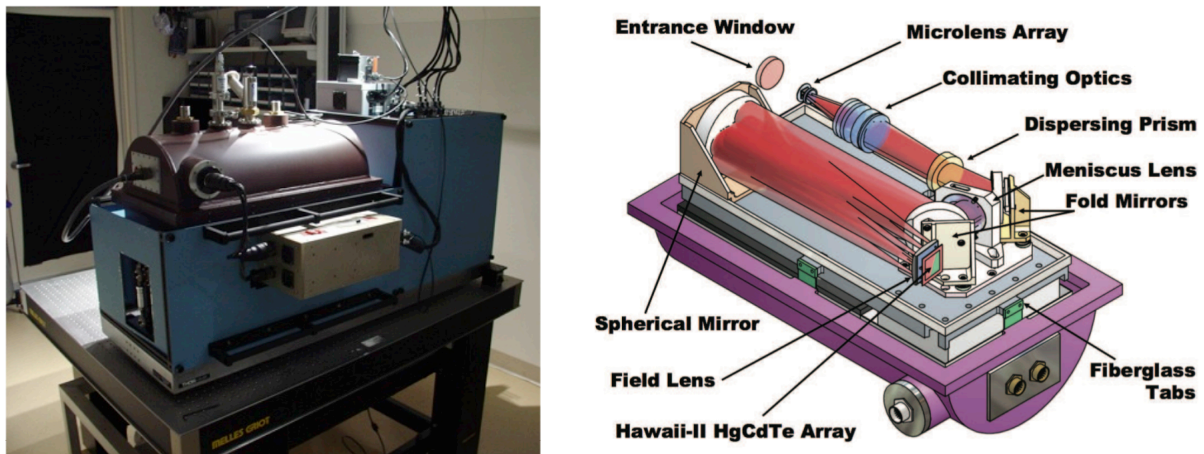 MELLES GRIOT
Entrance Window
Microlens Array
Collimating Optics
Dispersing Prism
Meniscus Lens
Fold Mirrors
Spherical Mirror
Field Lens
Hawaii-II HgCdTe Array
Fiberglass
Tabs